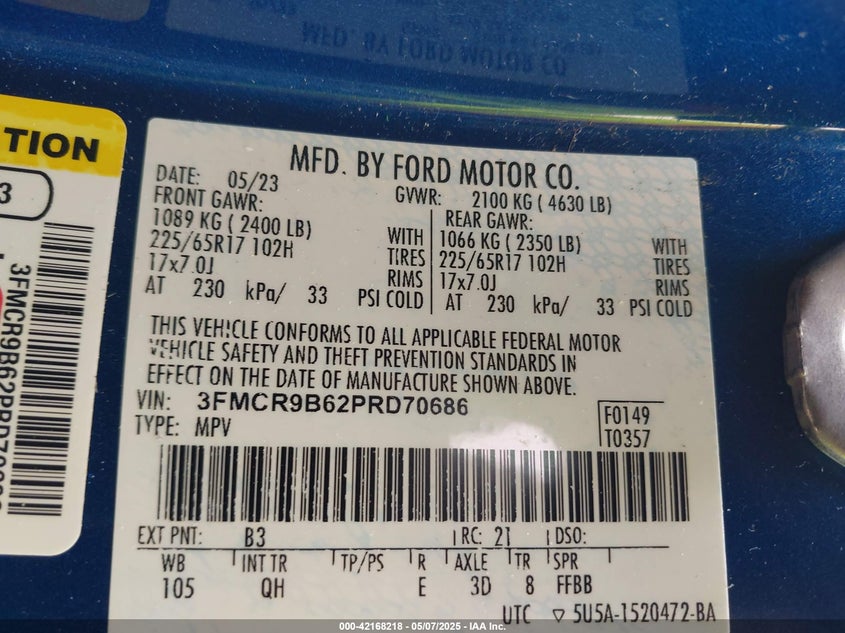 MFD. BY FORD MOTOR CO.
TION
3
3FMCR9B62PRD70686
MFD. BY FORD MOTOR CO.
DATE: 05/23 GVWR: 2100 KG ( 4630 LB)
FRONT GAWR: REAR GAWR:
1089 KG ( 2400 LB) WITH 1066 KG ( 2350 LB) WITH
225/65R17 102H TIRES 225/65R17 102H TIRES
17x7.0J RIMS 17x7.0J RIMS
AT 230 kPa/ 33 PSI COLD AT 230 kPa/ 33 PSI COLD
THIS VEHICLE CONFORMS TO ALL APPLICABLE FEDERAL MOTOR
VEHICLE SAFETY AND THEFT PREVENTION STANDARDS IN
EFFECT ON THE DATE OF MANUFACTURE SHOWN ABOVE.
VIN: 3FMCR9B62PRD70686 F0149
TYPE: MPV T0357
EXT PNT: B3 RC: 21 DSO:
WB INT TR TP/PS R AXLE TR SPR
105 QH E 3D 8 FFBB
UTC ▽ 5U5A-1520472-BA
000-42168218 - 05/07/2025 - IAA Inc.